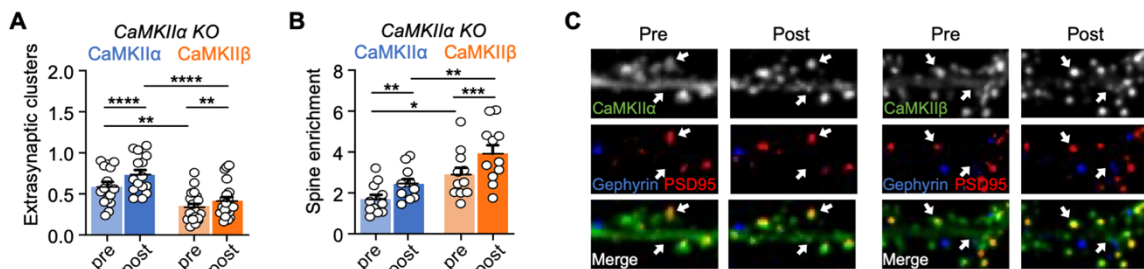 A
CaMKIIα KO
CaMKIIα CaMKIIβ
Extrasynaptic clusters
2.0
1.5
1.0
0.5
0.0
****
****
**
**
pre
post
pre
post
B
CaMKIIα KO
CaMKIIα CaMKIIβ
Spine enrichment
8
6
4
2
0
**
**
*
***
pre
post
pre
post
C
Pre Post Pre Post
CaMKIIα CaMKIIβ
Gephyrin PSD95 Gephyrin PSD95
Merge Merge